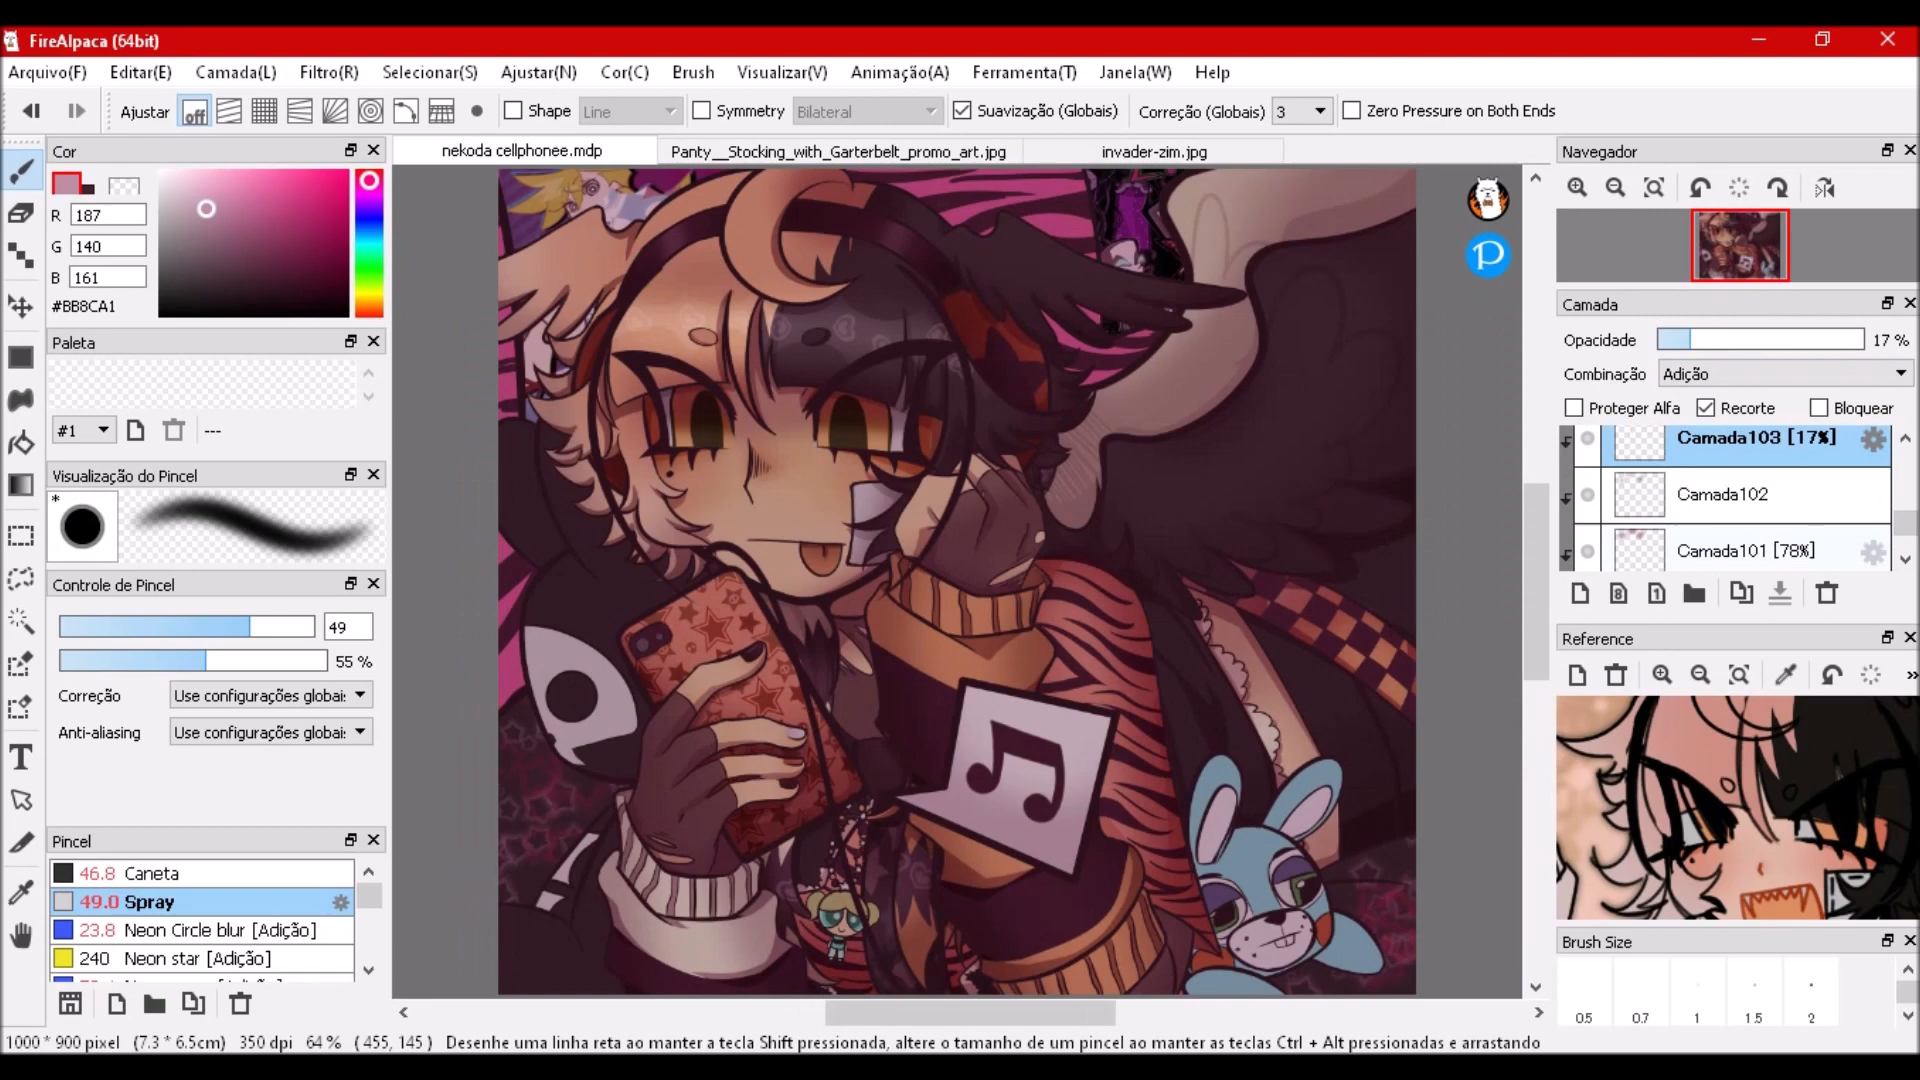 FireAlpaca (64bit)
Arquivo(F) Editar(E) Camada(L) Filtro(R) Selecionar(S) Ajustar(N) Cor(C) Brush Visualizar(V) Animação(A) Ferramenta(T) Janela(W) Help
Ajustar off Shape Line Symmetry Bilateral Suavização (Globais) Correção (Globais) 3 Zero Pressure on Both Ends
Cor
nekoda cellphonee.mdp Panty__Stocking_with_Garterbelt_promo_art.jpg invader-zim.jpg
Navegador
R 187
G 140
B 161
#BB8CA1
P
Camada
Opacidade 17 %
Combinação Adição
Proteger Alfa Recorte Bloquear
Camada103 [17%]
Camada102
Camada101 [78%]
8 1
Paleta
#1 ---
Visualização do Pincel
*
Controle de Pincel
49
55 %
Correção Use configurações globai:
Anti-aliasing Use configurações globai:
T
Reference
Pincel
46.8 Caneta
49.0 Spray
23.8 Neon Circle blur [Adição]
240 Neon star [Adição]
Brush Size
0.5 0.7 1 1.5 2
1000 * 900 pixel (7.3 * 6.5cm) 350 dpi 64 % ( 455, 145 ) Desenhe uma linha reta ao manter a tecla Shift pressionada, altere o tamanho de um pincel ao manter as teclas Ctrl + Alt pressionadas e arrastando